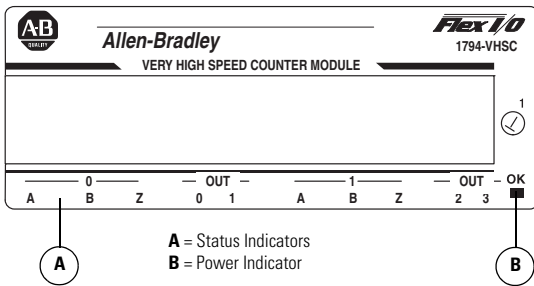 A·B
QUALITY
Allen-Bradley
Flex I/O
1794-VHSC
VERY HIGH SPEED COUNTER MODULE
1
0 OUT 1 OUT OK
A B Z 0 1 A B Z 2 3
A = Status Indicators
B = Power Indicator
A
B